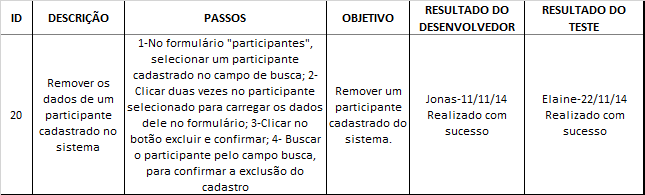 ID
DESCRIÇÃO
PASSOS
OBJETIVO
RESULTADO DO
DESENVOLVEDOR
RESULTADO DO
TESTE
20
Remover os
dados de um
participante
cadastrado no
sistema
1-No formulário "participantes",
selecionar um participante
cadastrado no campo de busca; 2-
Clicar duas vezes no participante
selecionado para carregar os dados
dele no formulário; 3-Clicar no
botão excluir e confirmar; 4- Buscar
o participante pelo campo busca,
para confirmar a exclusão do
cadastro
Remover um
participante
cadastrado do
sistema.
Jonas-11/11/14
Realizado com
sucesso
Elaine-22/11/14
Realizado com
sucesso